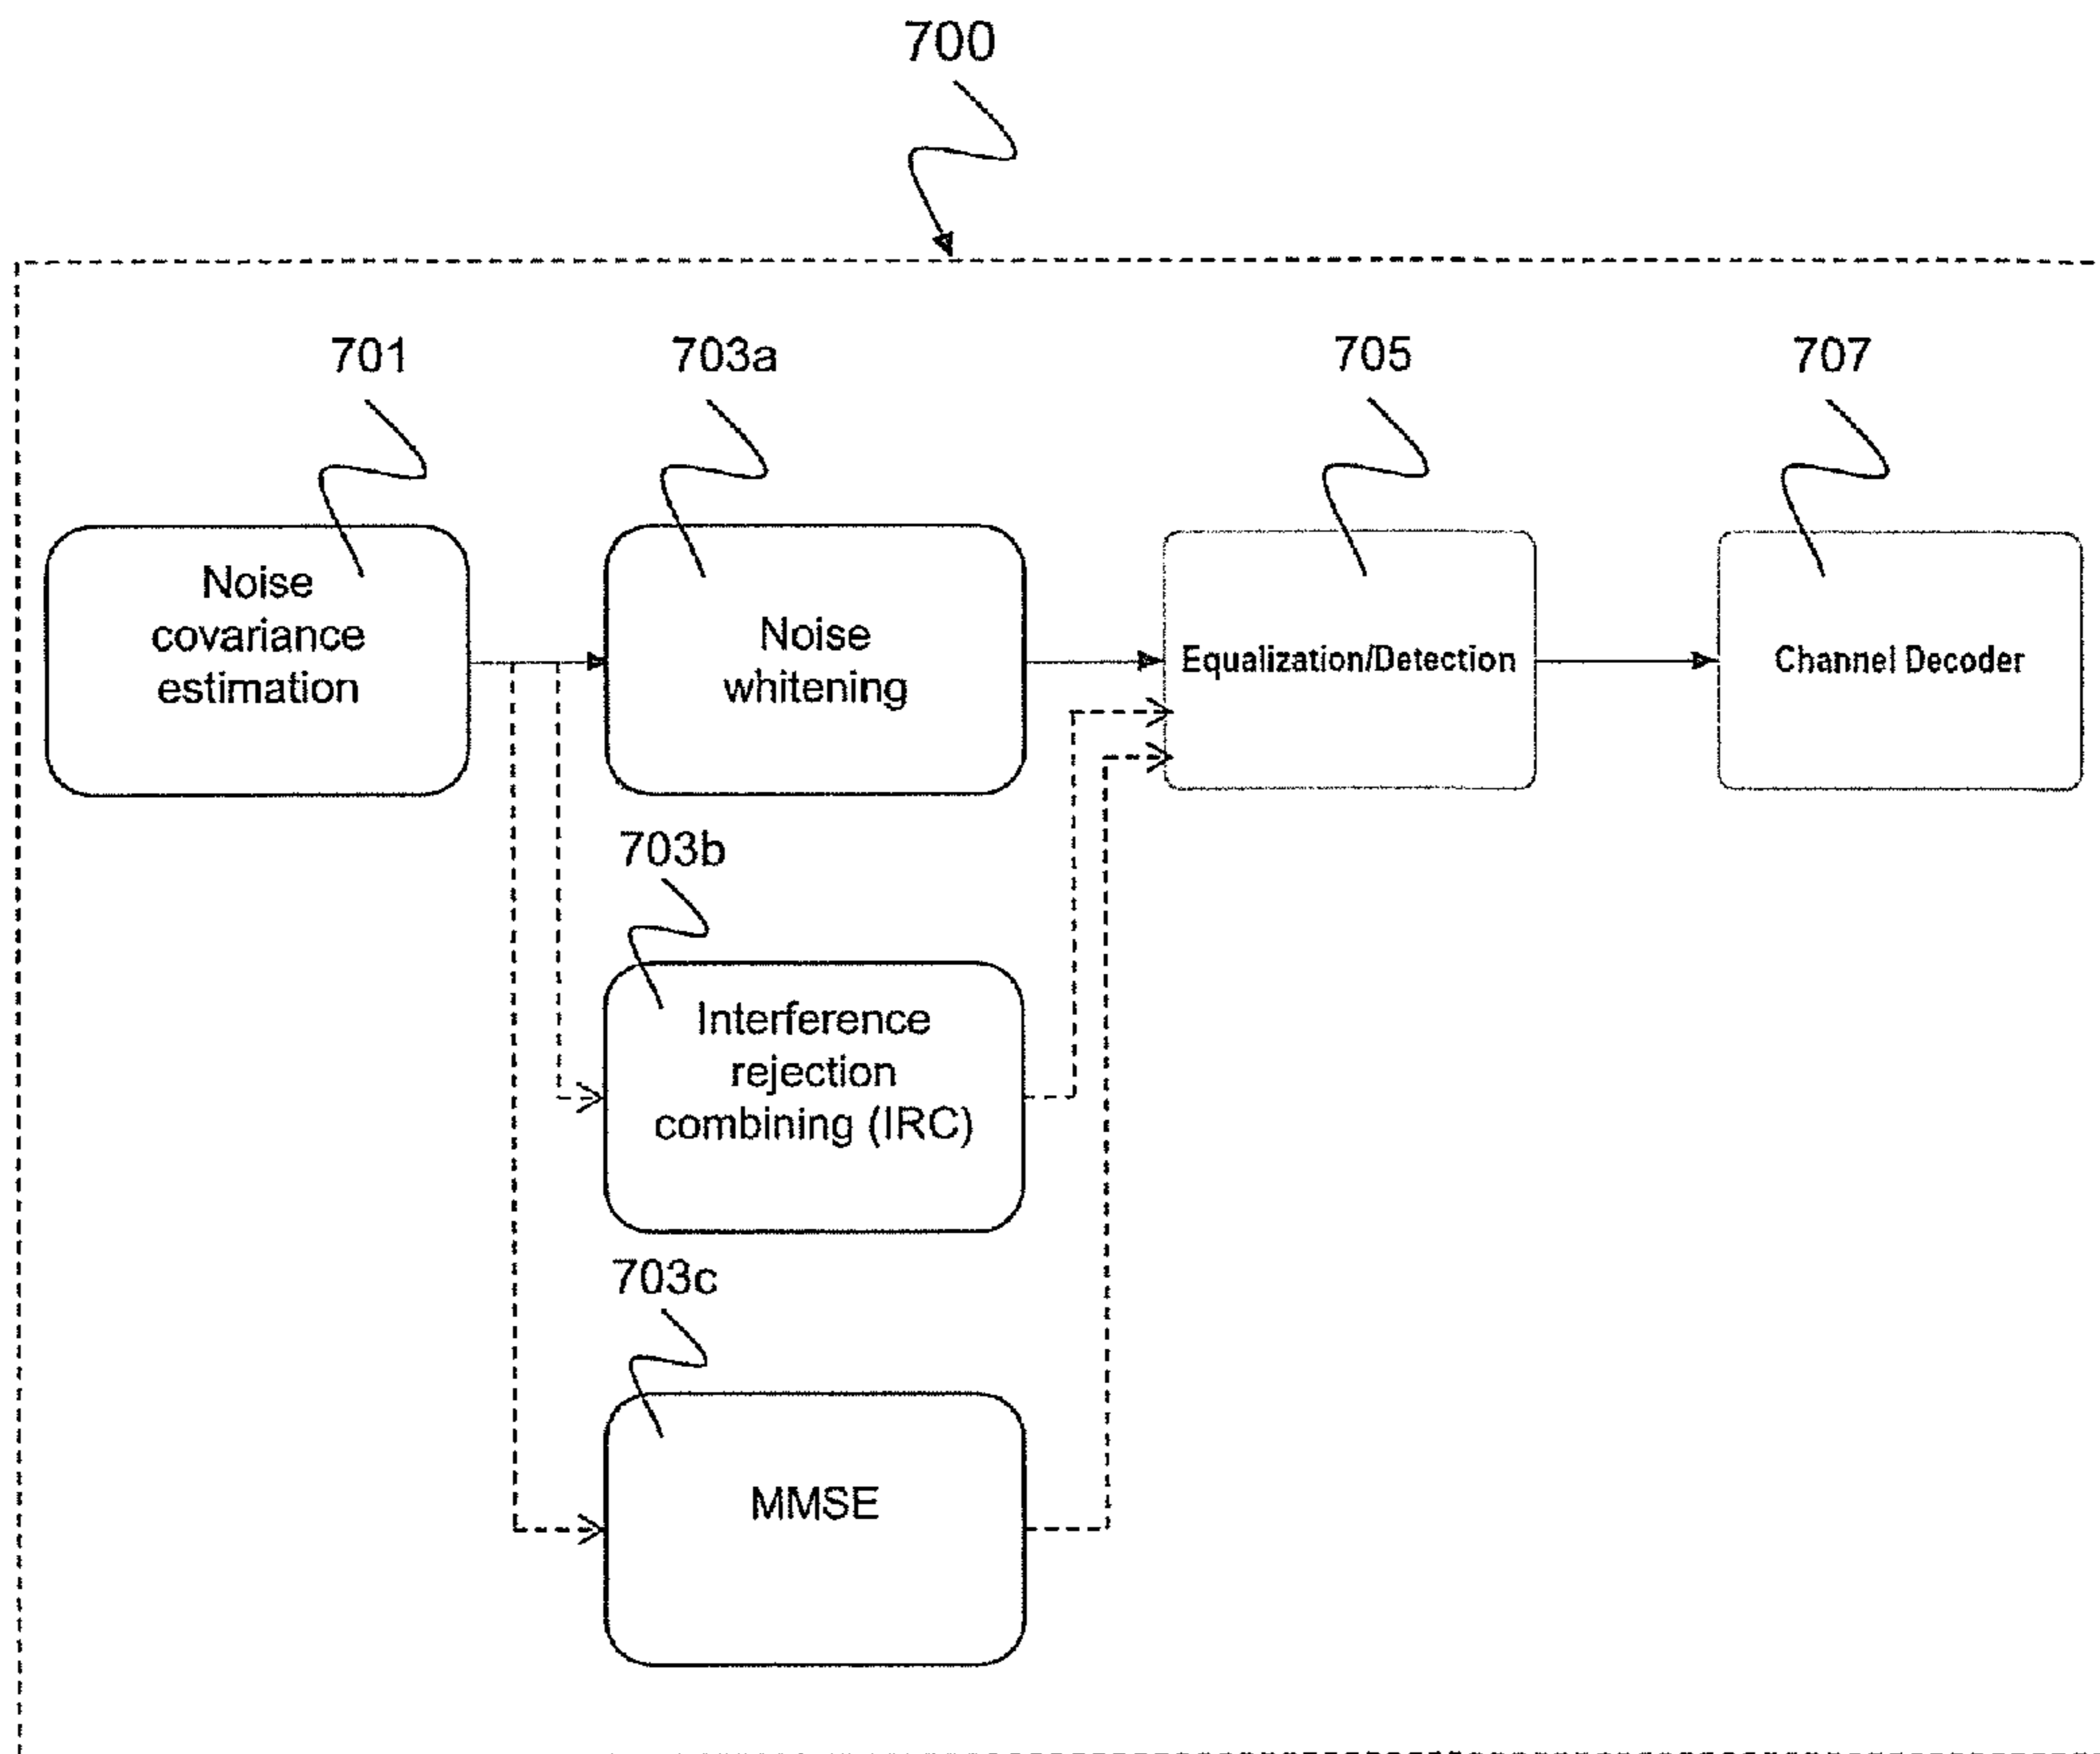 700
701
703a
705
707
Noise
covariance
estimation
Noise
whitening
Equalization/Detection
Channel Decoder
703b
Interference
rejection
combining (IRC)
703c
MMSE